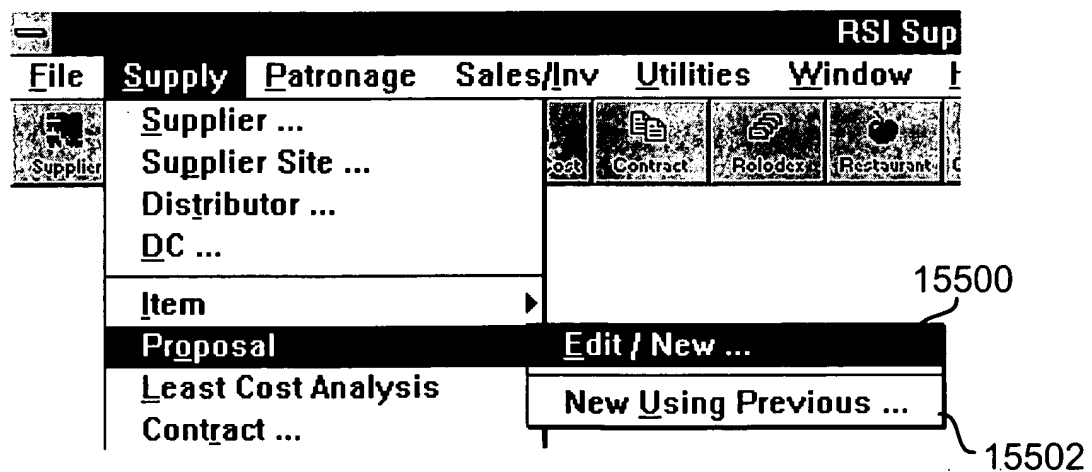 RSI Sup
File Supply Patronage Sales/Inv Utilities Window H
Supplier Cost Contract Rolodex Restaurant C
Supplier ...
Supplier Site ...
Distributor ...
DC ...
15500
Item
Proposal Edit / New ...
Least Cost Analysis
New Using Previous ...
Contract ...
15502